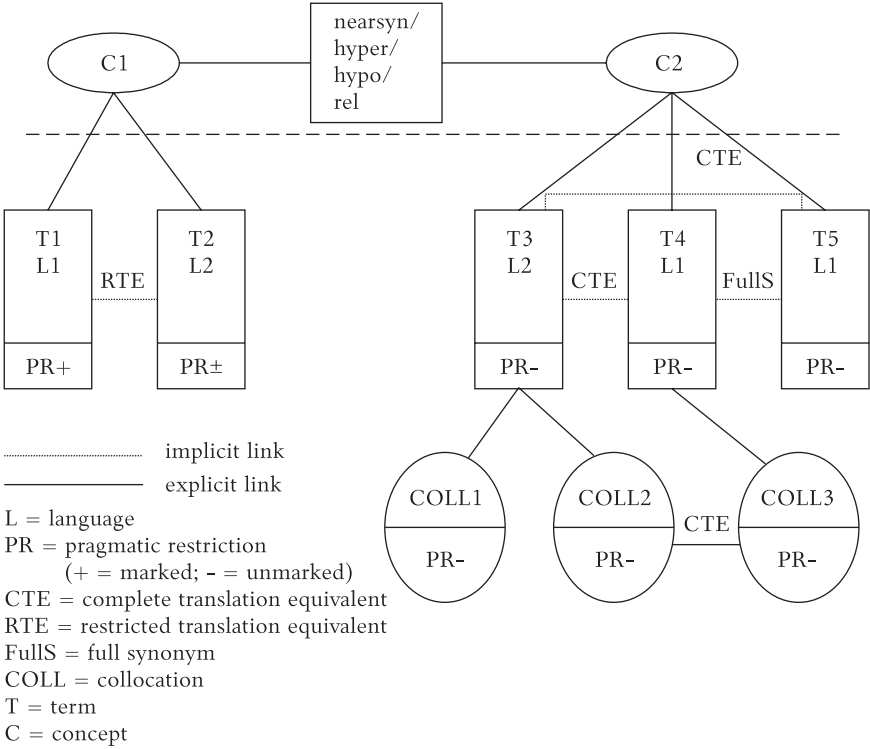 nearsyn/
hyper/
hypo/
rel
C1
C2
CTE
T1
L1
T2
L2
T3
L2
T4
L1
T5
L1
RTE
CTE
FullS
PR+
PR±
PR-
PR-
PR-
implicit link
explicit link
COLL1
COLL2
COLL3
CTE
PR-
PR-
PR-
L = language
PR = pragmatic restriction
(+ = marked; - = unmarked)
CTE = complete translation equivalent
RTE = restricted translation equivalent
FullS = full synonym
COLL = collocation
T = term
C = concept